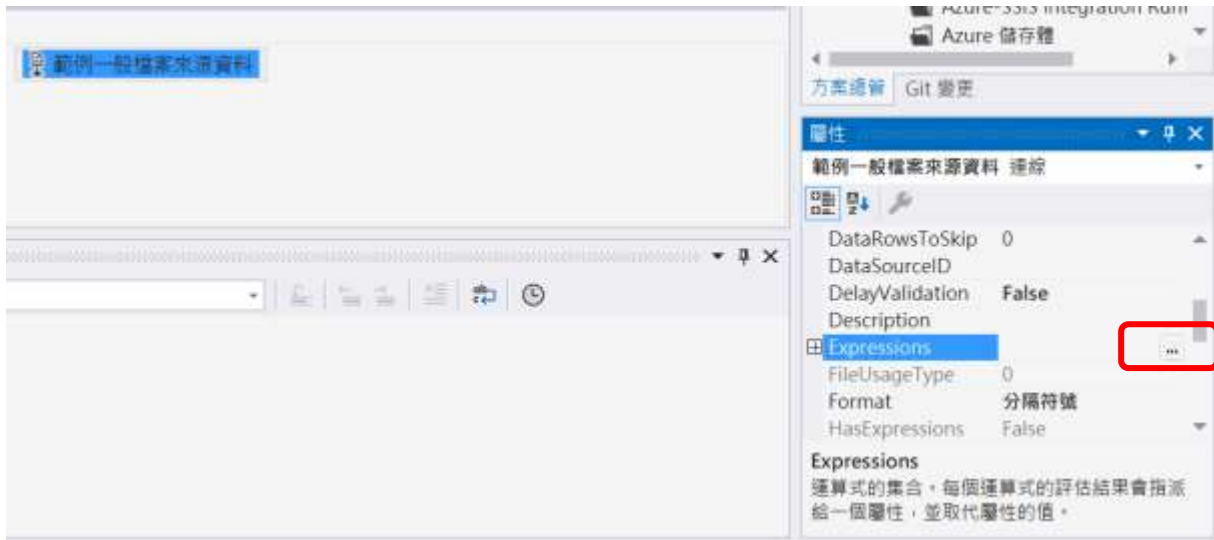 Azure-SSIS Integration Runt
Azure 儲存體
範例一般檔案來源資料
方案總管 Git 變更
屬性
範例一般檔案來源資料 連線
DataRowsToSkip 0
DataSourceID
DelayValidation False
Description
Expressions ...
FileUsageType 0
Format 分隔符號
HasExpressions False
Expressions
運算式的集合。每個運算式的評估結果會指派
給一個屬性，並取代屬性的值。